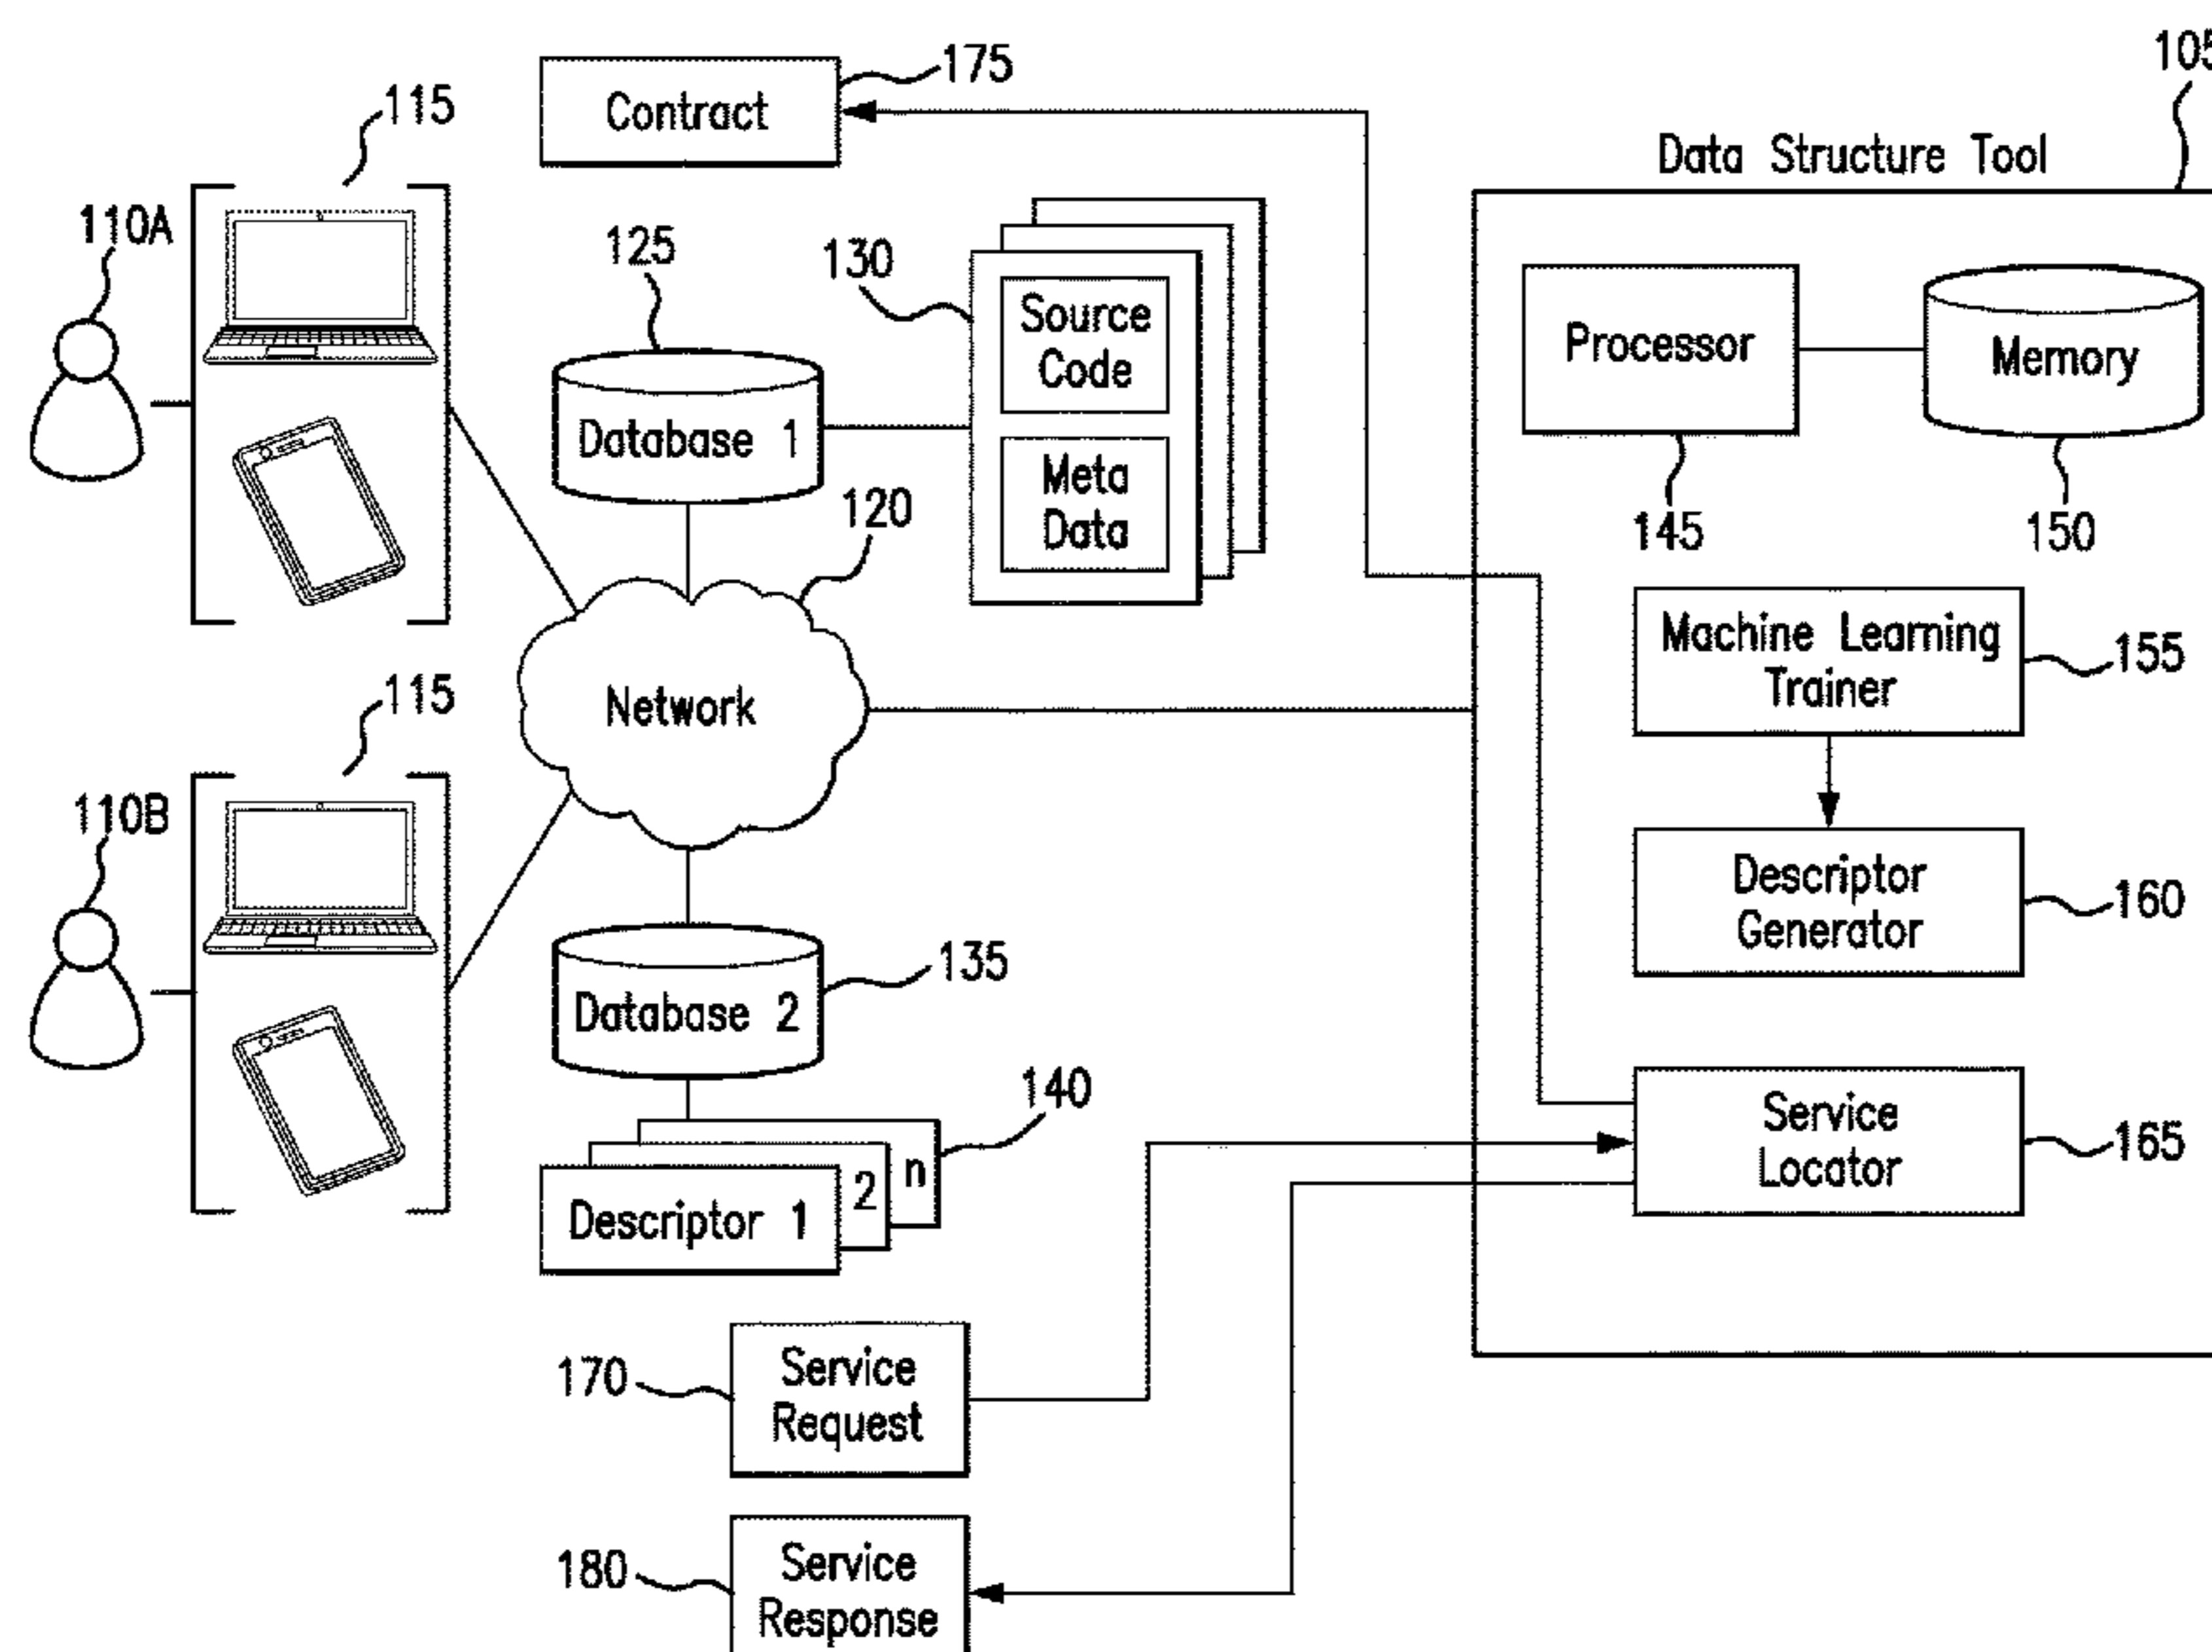 105
175
Contract
115
Data Structure Tool
110A
125
130
Source
Code
Processor
Memory
Database 1
Meta
Data
120
145
150
Machine Learning
Trainer
155
115
Network
110B
Descriptor
Generator
160
135
Database 2
140
Service
Locator
165
n
2
Descriptor 1
170
Service
Request
180
Service
Response